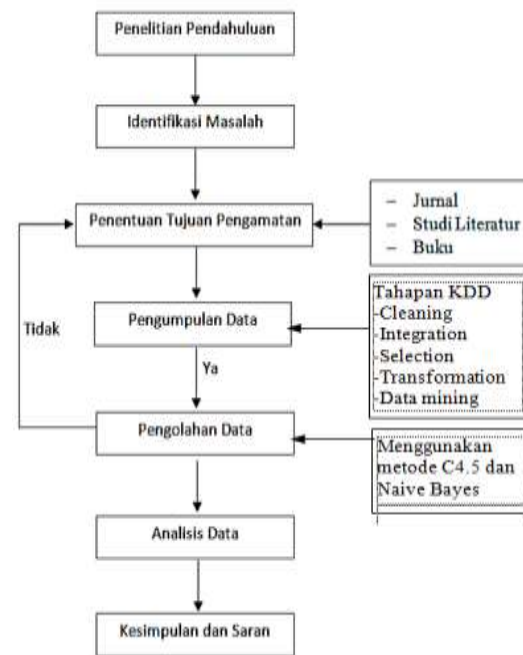 Penelitian Pendahuluan
Identifikasi Masalah
Penentuan Tujuan Pengamatan
– Jurnal
– Studi Literatur
– Buku
Pengumpulan Data
Tahapan KDD
-Cleaning
-Integration
-Selection
-Transformation
-Data mining
Tidak
Ya
Pengolahan Data
Menggunakan
metode C4.5 dan
Naive Bayes
Analisis Data
Kesimpulan dan Saran